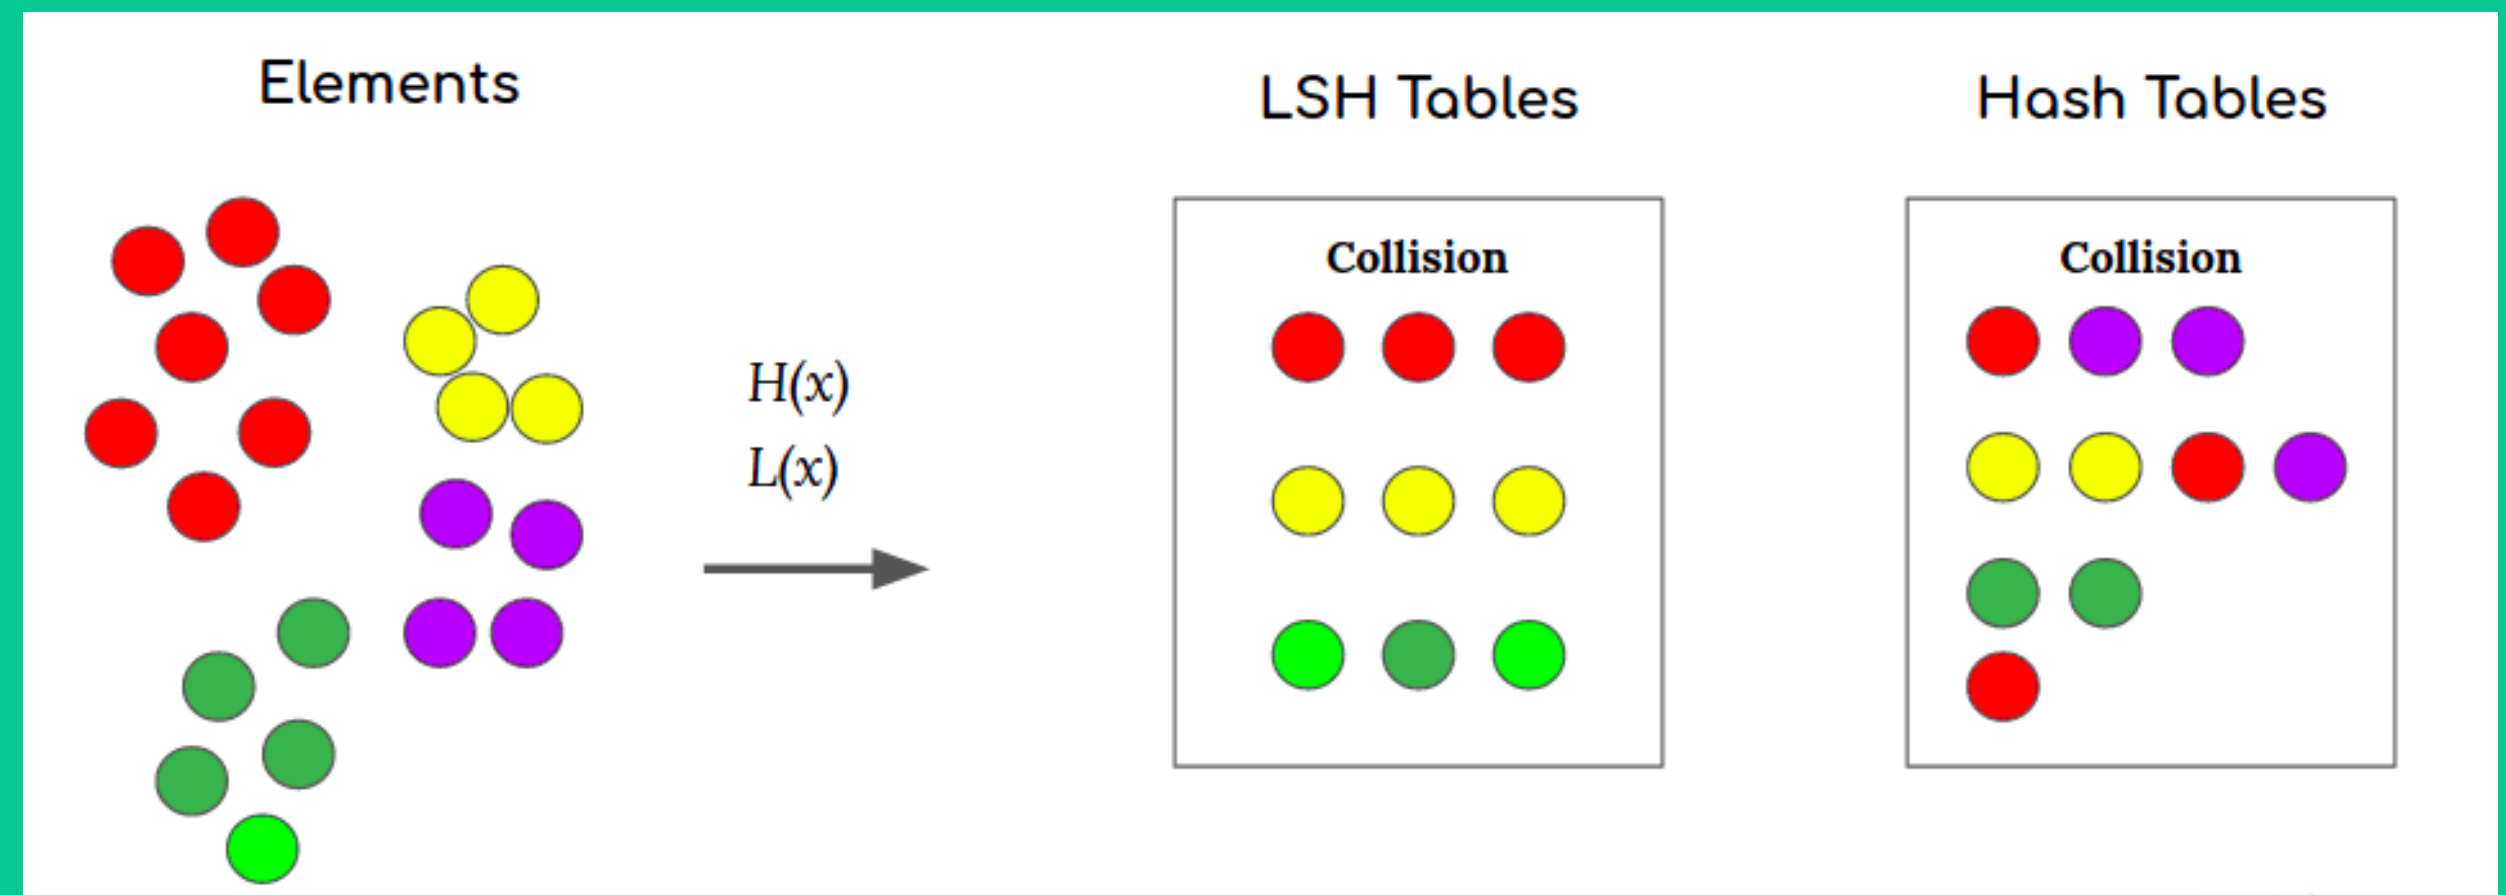 Elements
LSH Tables
Hash Tables
Collision
Collision
H(x)
L(x)